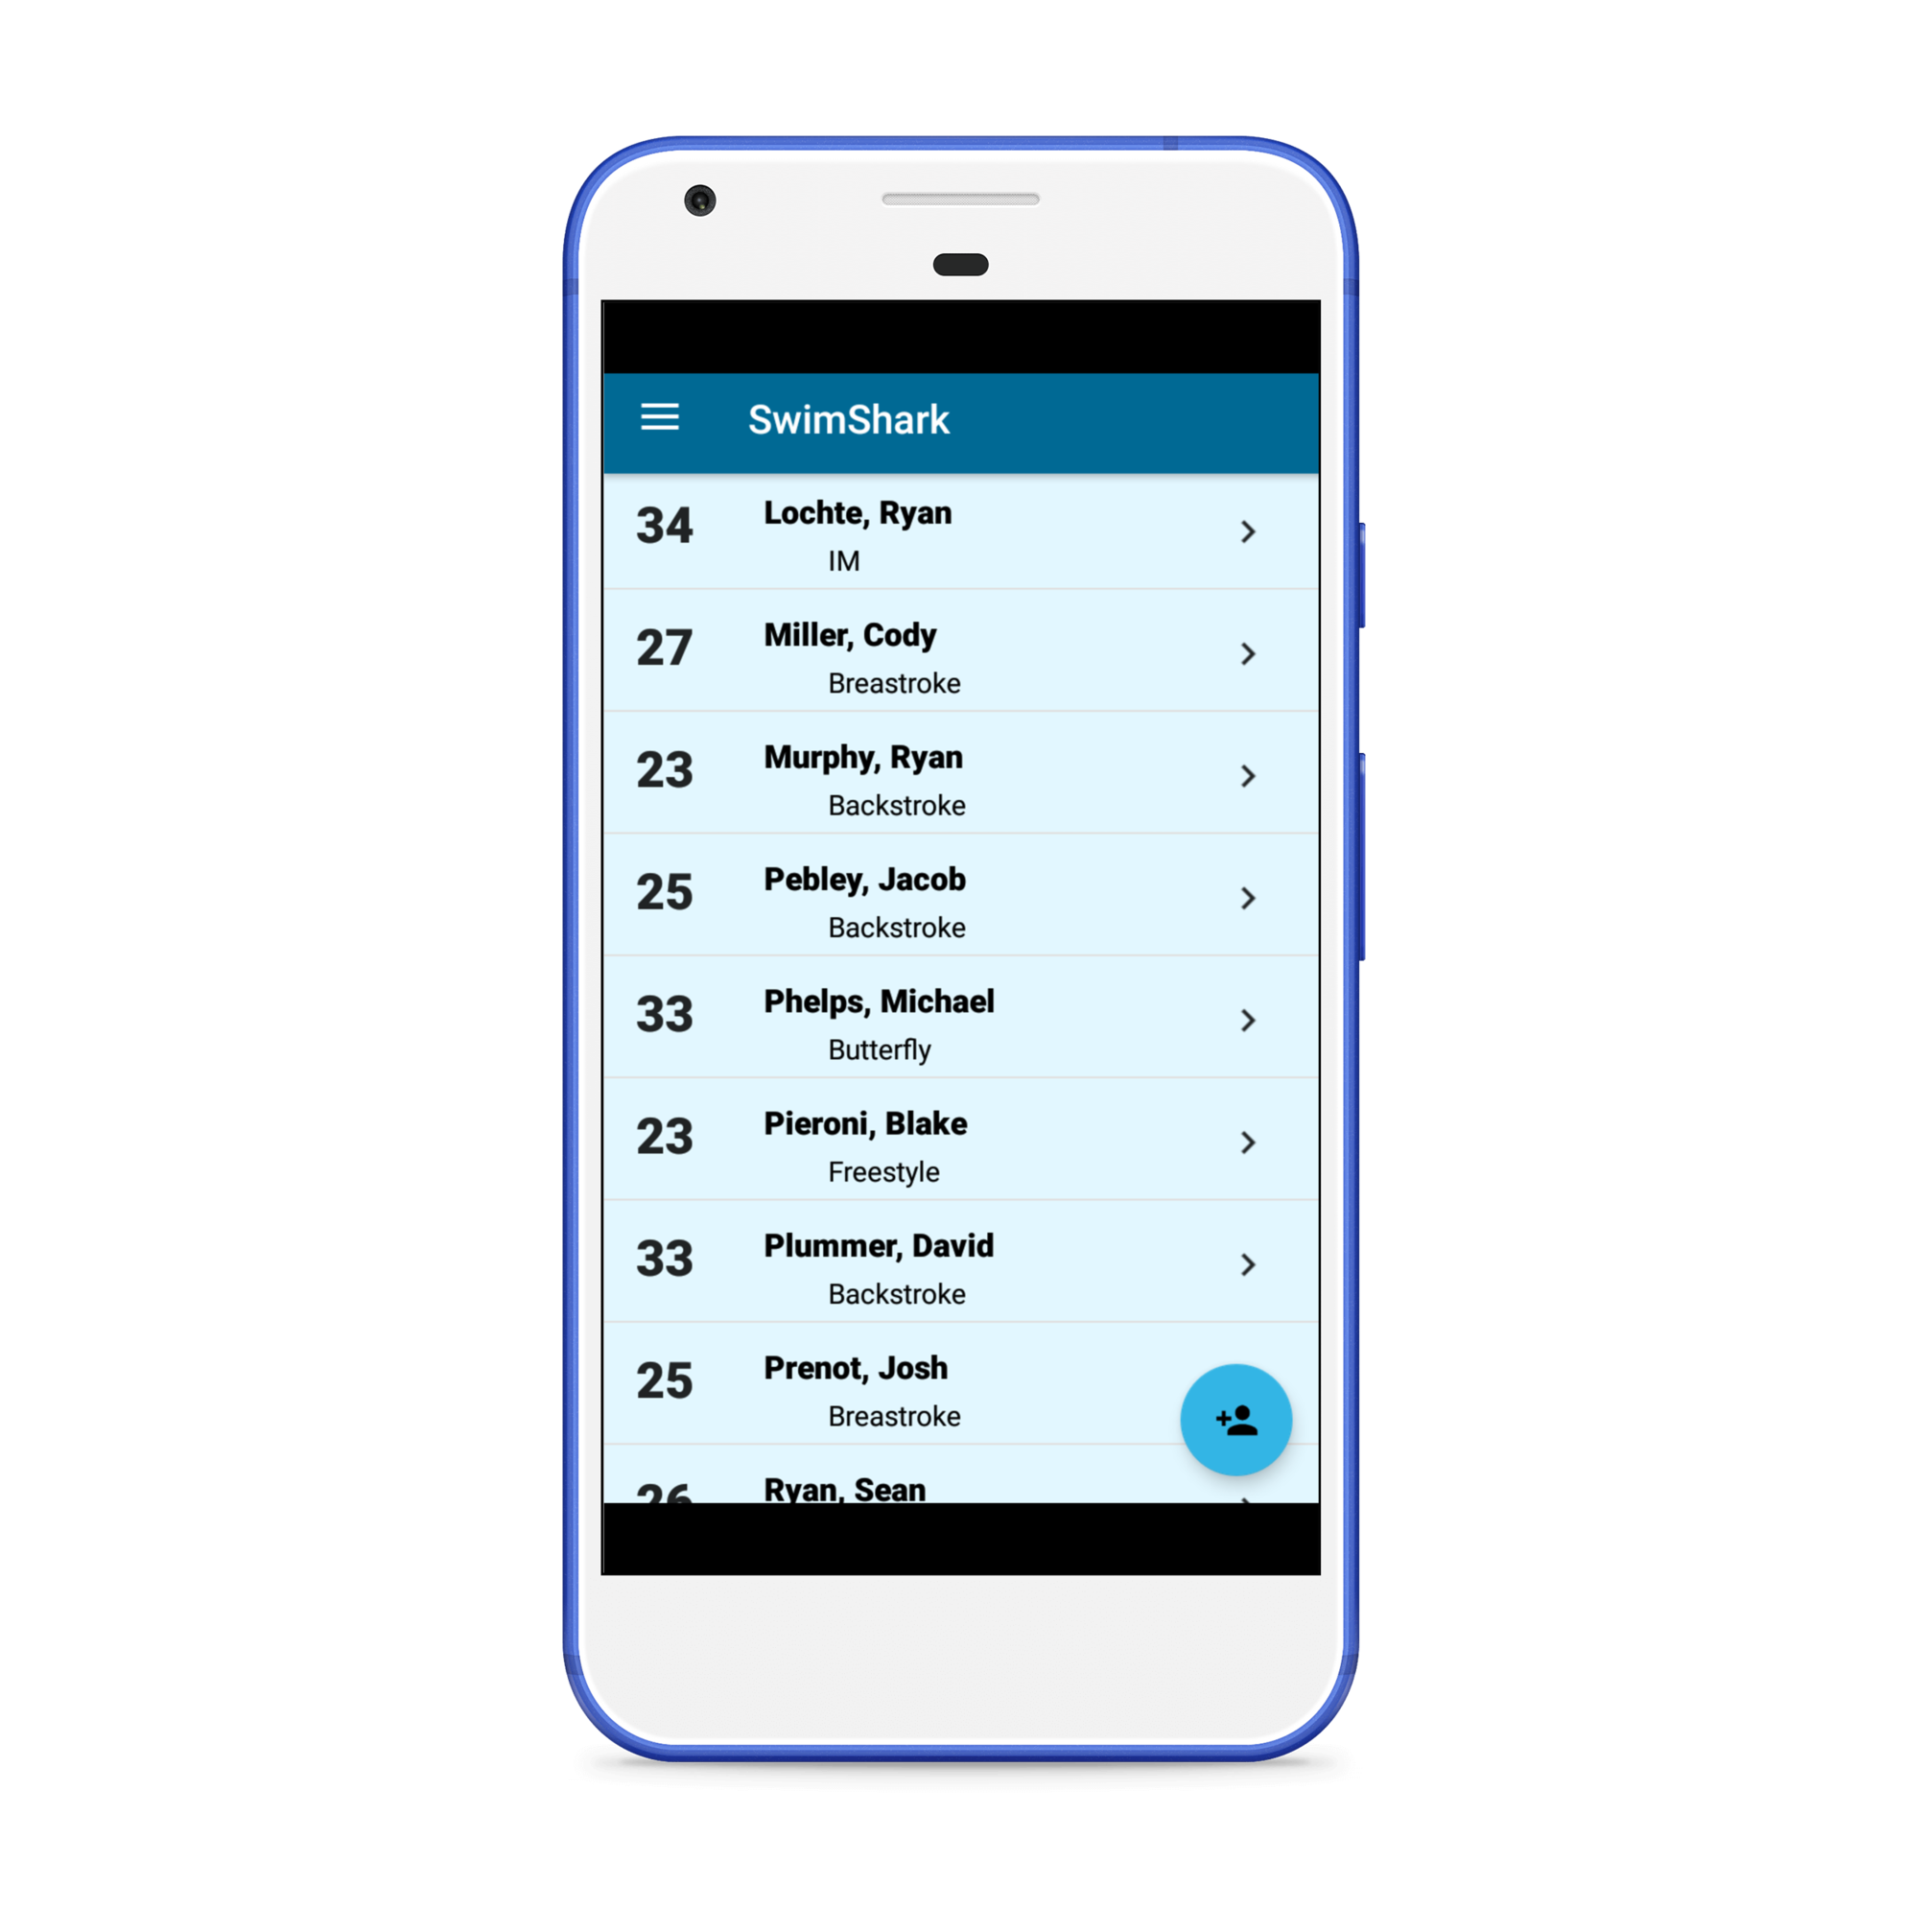 SwimShark
34 Lochte, Ryan
IM
27 Miller, Cody
Breastroke
23 Murphy, Ryan
Backstroke
25 Pebley, Jacob
Backstroke
33 Phelps, Michael
Butterfly
23 Pieroni, Blake
Freestyle
33 Plummer, David
Backstroke
25 Prenot, Josh
Breastroke
26 Ryan, Sean